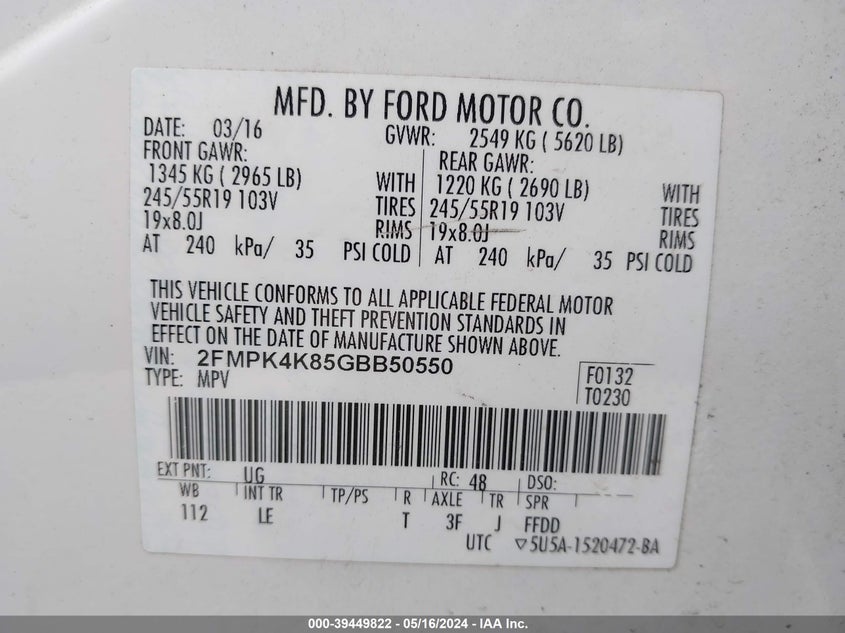 MFD. BY FORD MOTOR CO.
DATE: 03/16 GVWR: 2549 KG ( 5620 LB)
FRONT GAWR: REAR GAWR:
1345 KG ( 2965 LB) WITH 1220 KG ( 2690 LB) WITH
245/55R19 103V TIRES 245/55R19 103V TIRES
19x8.0J RIMS 19x8.0J RIMS
AT 240 kPa/ 35 PSI COLD AT 240 kPa/ 35 PSI COLD
THIS VEHICLE CONFORMS TO ALL APPLICABLE FEDERAL MOTOR
VEHICLE SAFETY AND THEFT PREVENTION STANDARDS IN
EFFECT ON THE DATE OF MANUFACTURE SHOWN ABOVE.
VIN: 2FMPK4K85GBB50550
TYPE: MPV
F0132
T0230
EXT PNT: UG RC: 48 DSO:
WB INT TR TP/PS R AXLE TR SPR
112 LE T 3F J FFDD
UTC ▽5U5A-1520472-BA
000-39449822 - 05/16/2024 - IAA Inc.